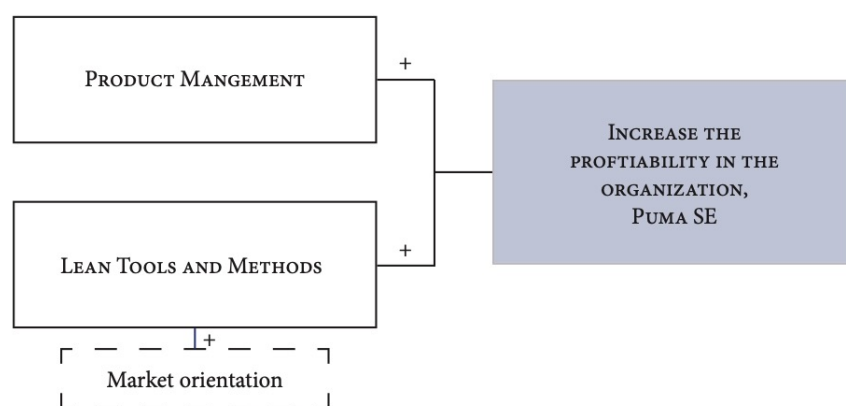 Product Mangement
+
Increase the
proftiability in the
organization,
Puma SE
Lean Tools and Methods
+
+
Market orientation